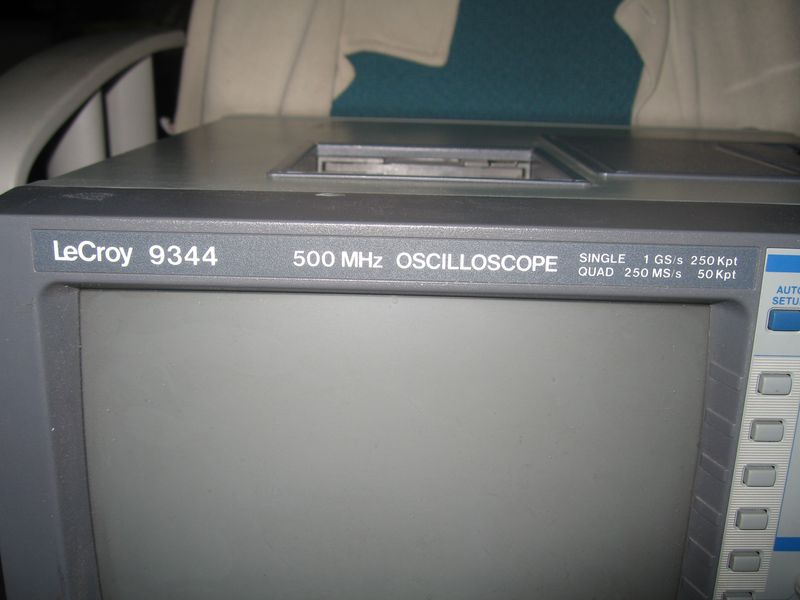 LeCroy 9344 500 MHz OSCILLOSCOPE
SINGLE 1 GS/s 250 Kpt
QUAD 250 MS/s 50 Kpt
AUTO
SETUP